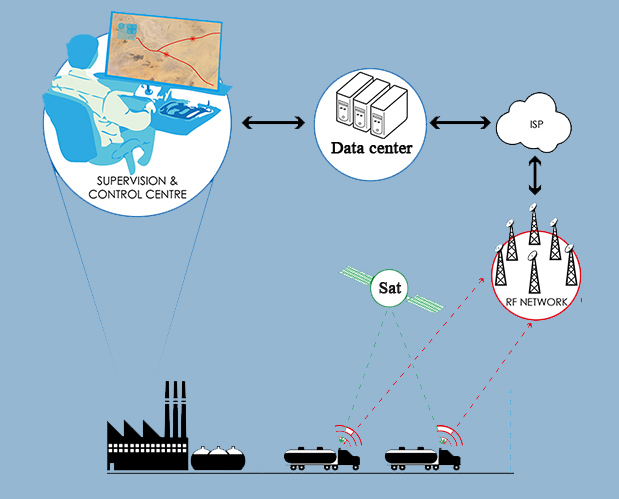 SUPERVISION &
CONTROL CENTRE
Data center
ISP
Sat
RF NETWORK